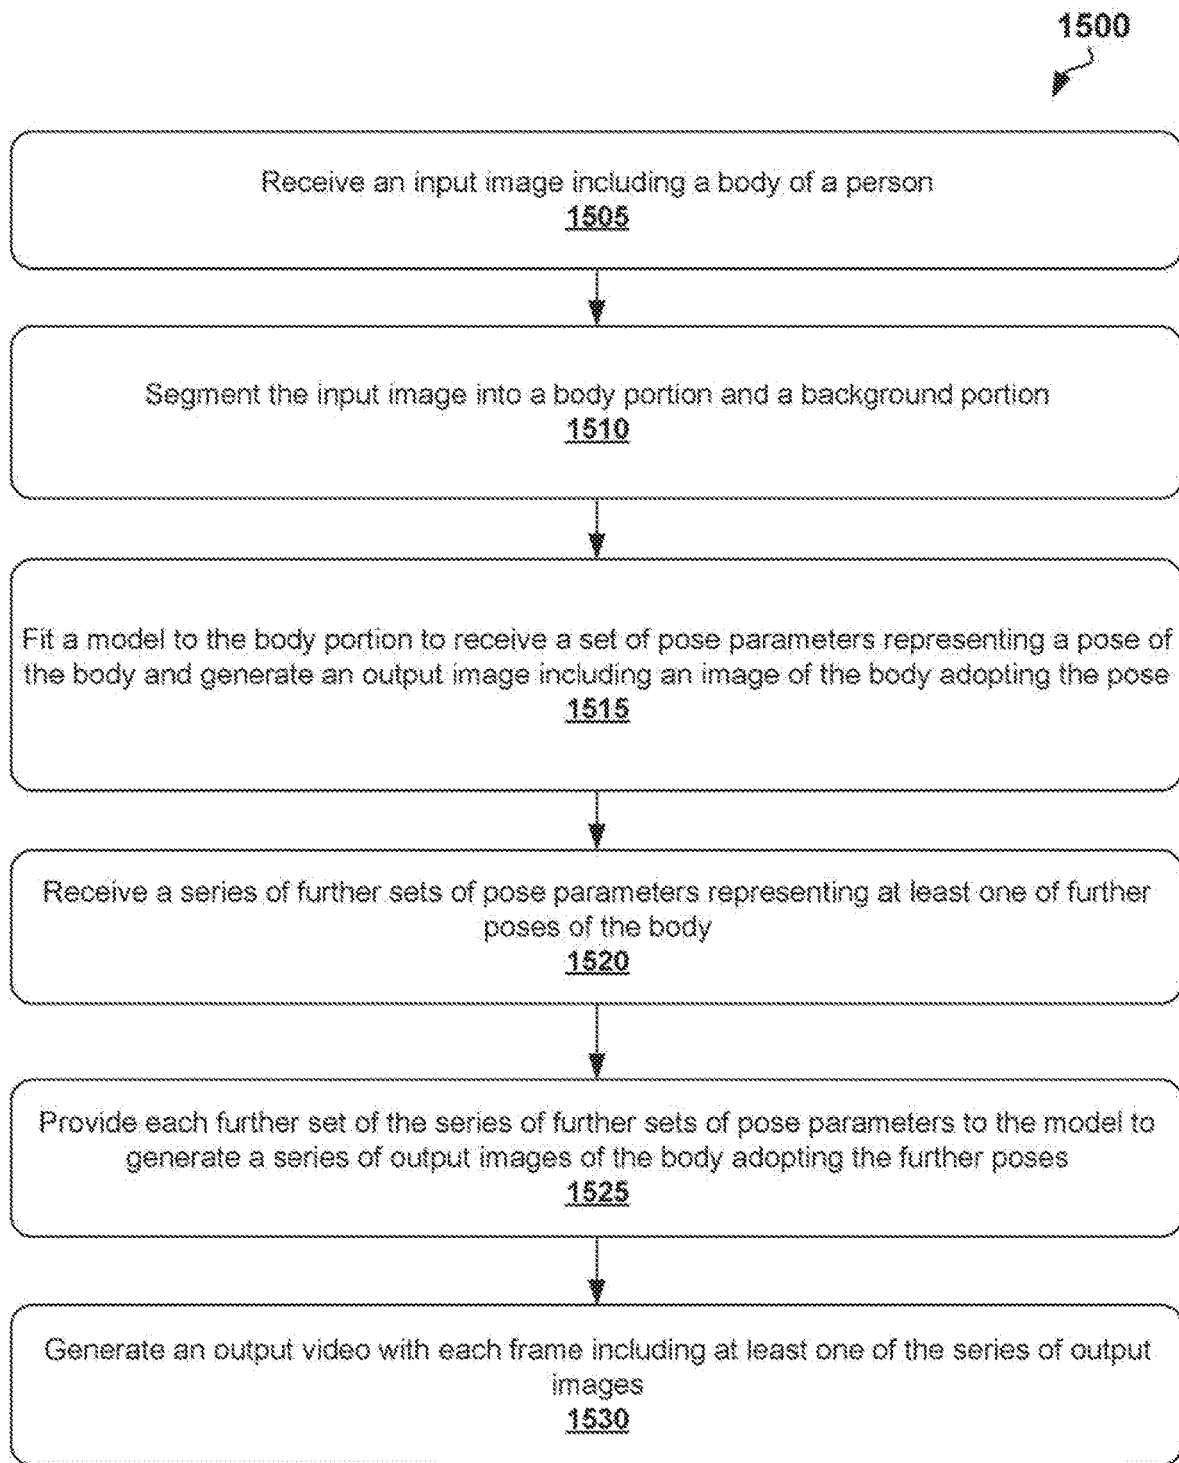 1500
Receive an input image including a body of a person
1505
Segment the input image into a body portion and a background portion
1510
Fit a model to the body portion to receive a set of pose parameters representing a pose of
the body and generate an output image including an image of the body adopting the pose
1515
Receive a series of further sets of pose parameters representing at least one of further
poses of the body
1520
Provide each further set of the series of further sets of pose parameters to the model to
generate a series of output images of the body adopting the further poses
1525
Generate an output video with each frame including at least one of the series of output
images
1530